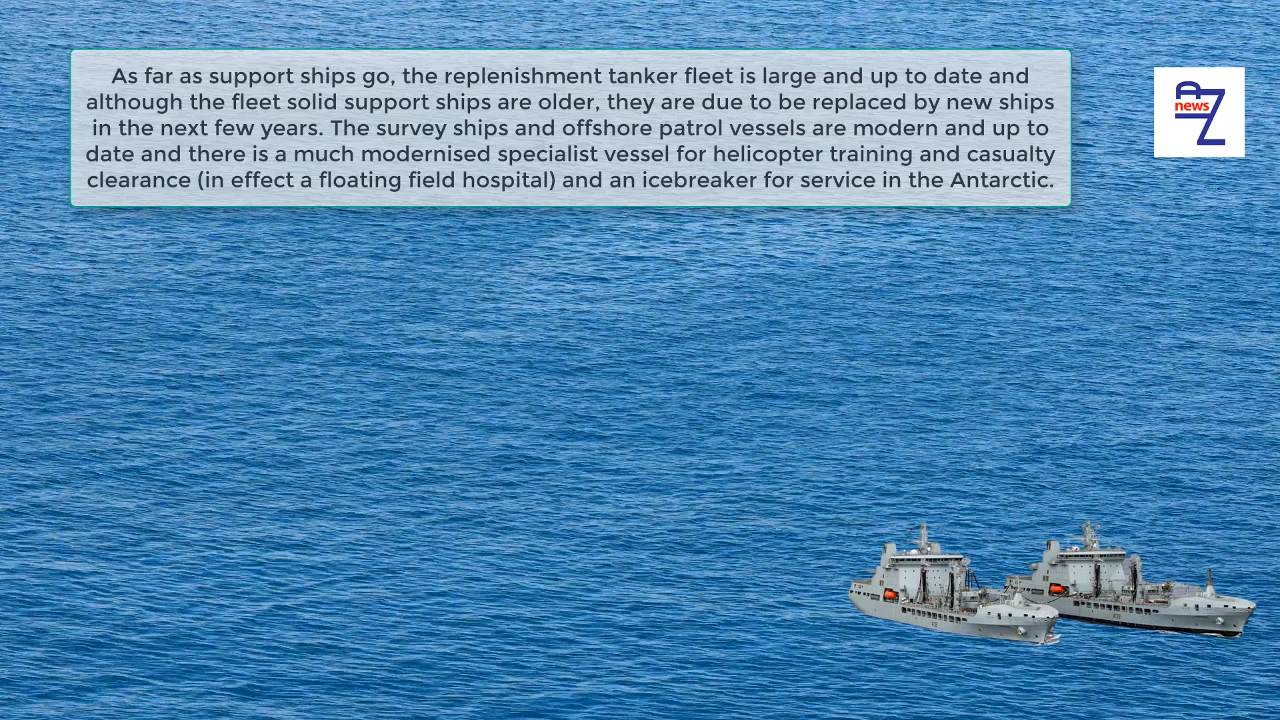 As far as support ships go, the replenishment tanker fleet is large and up to date and
although the fleet solid support ships are older, they are due to be replaced by new ships
in the next few years. The survey ships and offshore patrol vessels are modern and up to
date and there is a much modernised specialist vessel for helicopter training and casualty
clearance (in effect a floating field hospital) and an icebreaker for service in the Antarctic.
A
news
Z